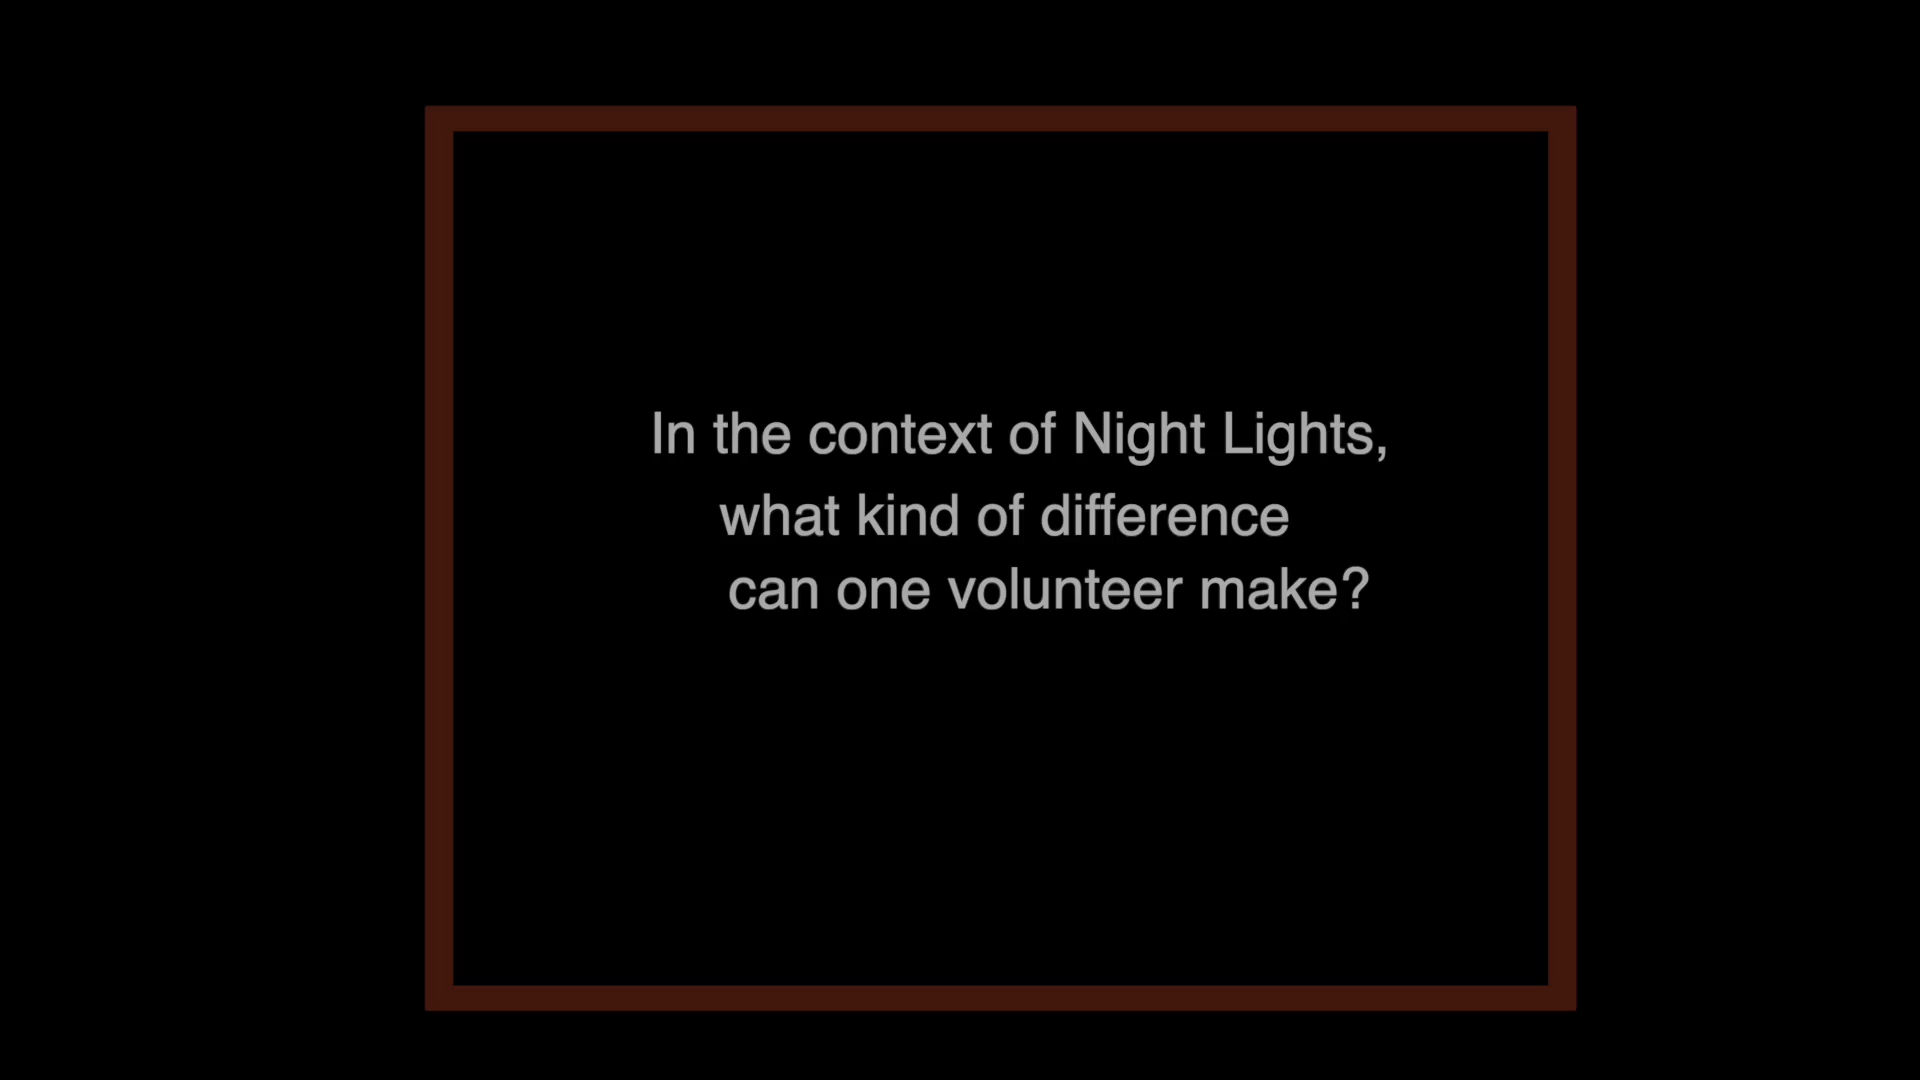 In the context of Night Lights,
what kind of difference
can one volunteer make?